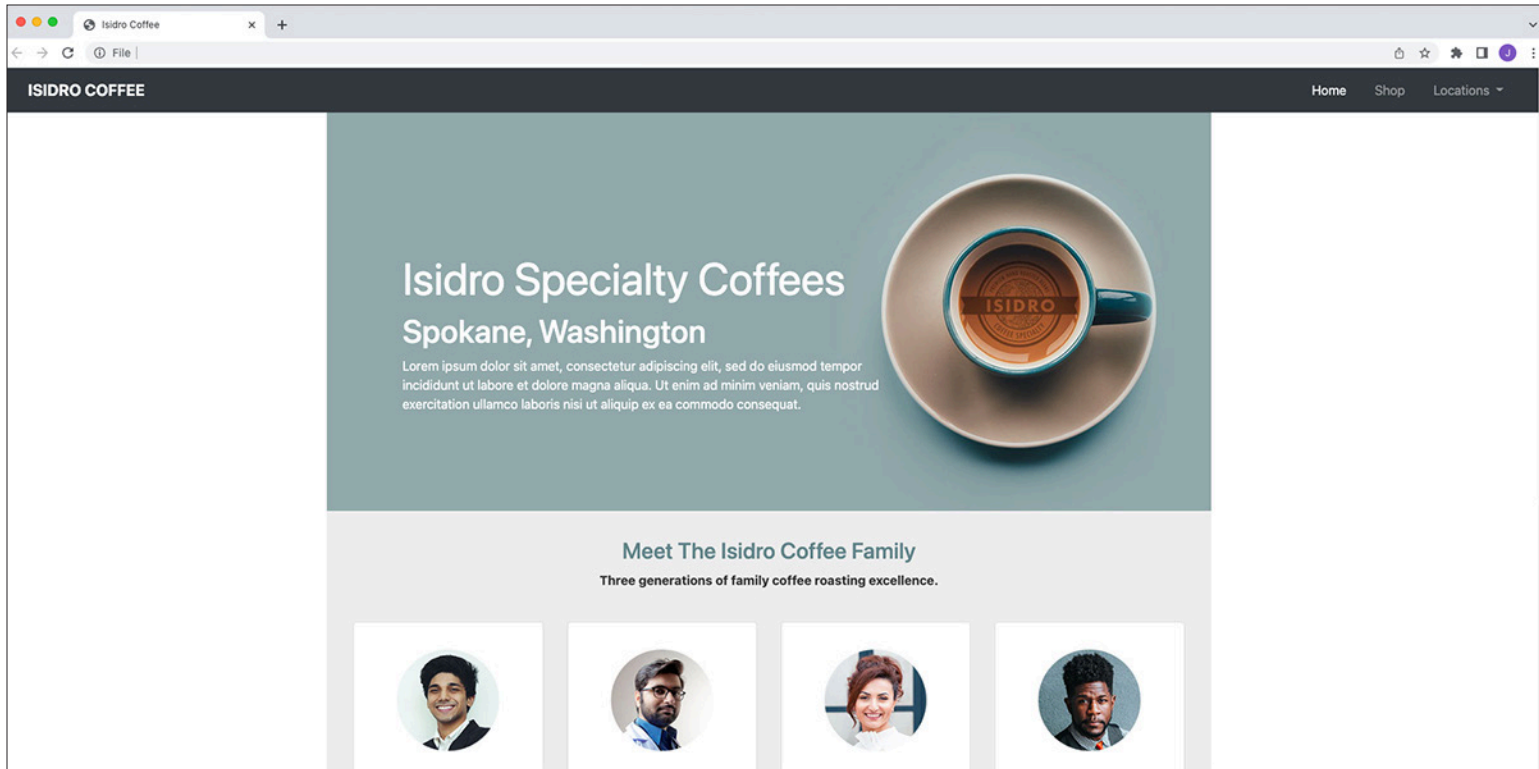 Isidro Coffee
File
J
ISIDRO COFFEE
Home
Shop
Locations
Isidro Specialty Coffees
Spokane, Washington
Lorem ipsum dolor sit amet, consectetur adipiscing elit, sed do eiusmod tempor
incididunt ut labore et dolore magna aliqua. Ut enim ad minim veniam, quis nostrud
exercitation ullamco laboris nisi ut aliquip ex ea commodo consequat.
ISIDRO
COFFEE SPECIALTY
Meet The Isidro Coffee Family
Three generations of family coffee roasting excellence.